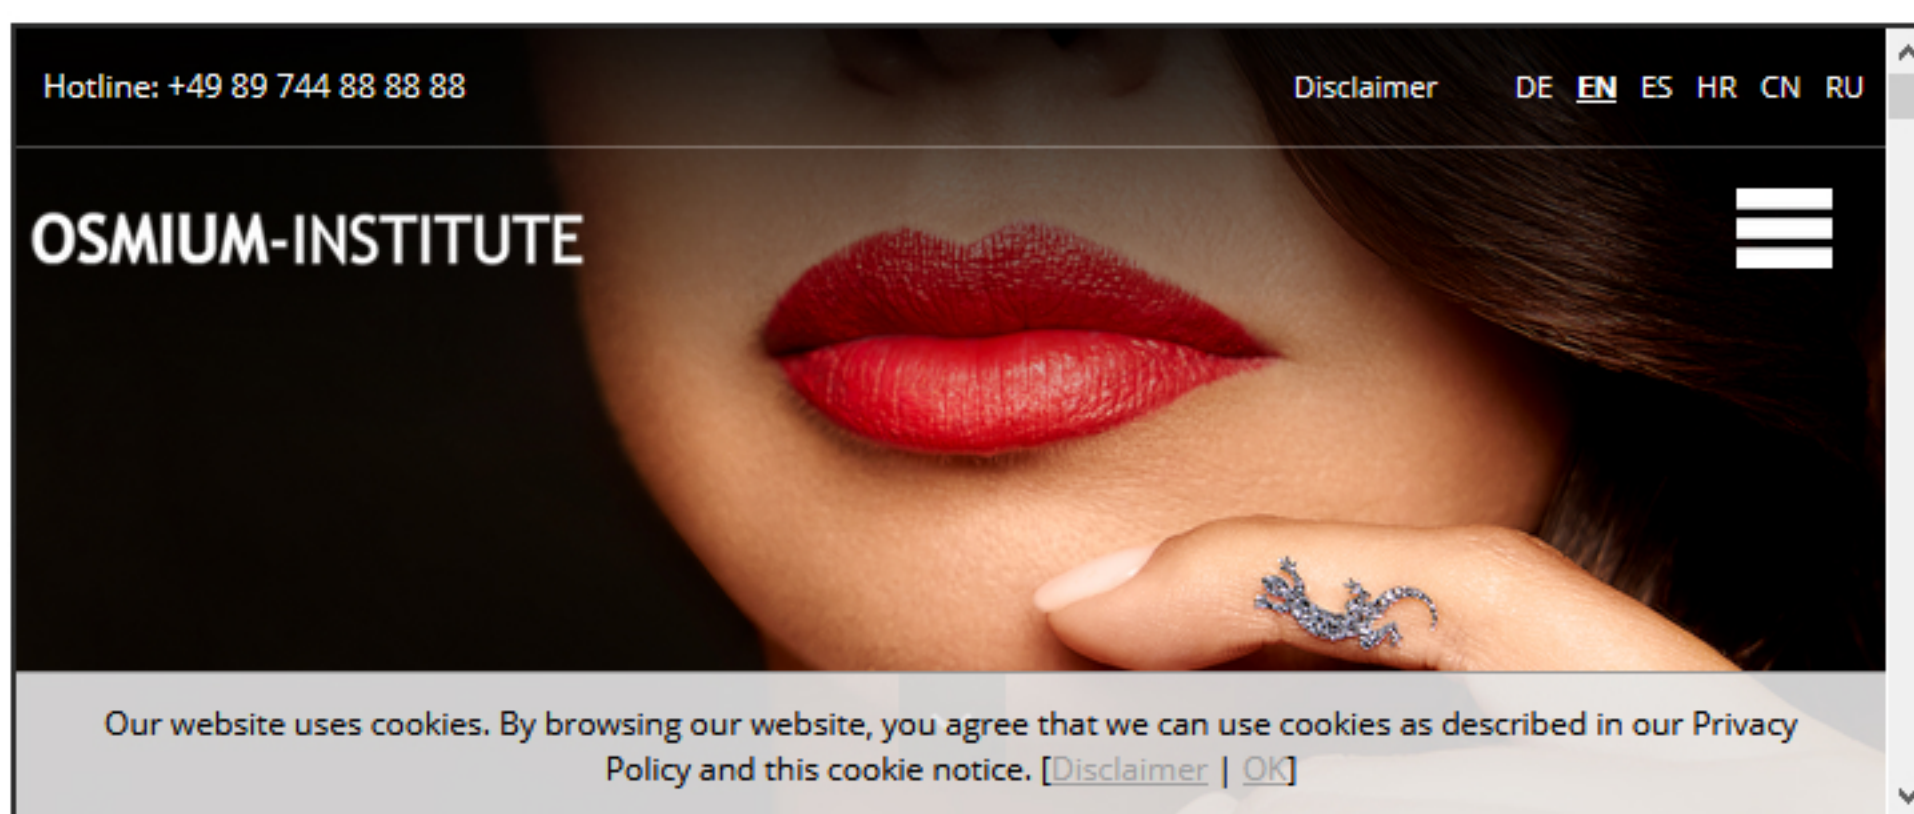 Hotline: +49 89 744 88 88 88
Disclaimer
DE EN ES HR CN RU
OSMIUM-INSTITUTE
Our website uses cookies. By browsing our website, you agree that we can use cookies as described in our Privacy
Policy and this cookie notice. [Disclaimer | OK]